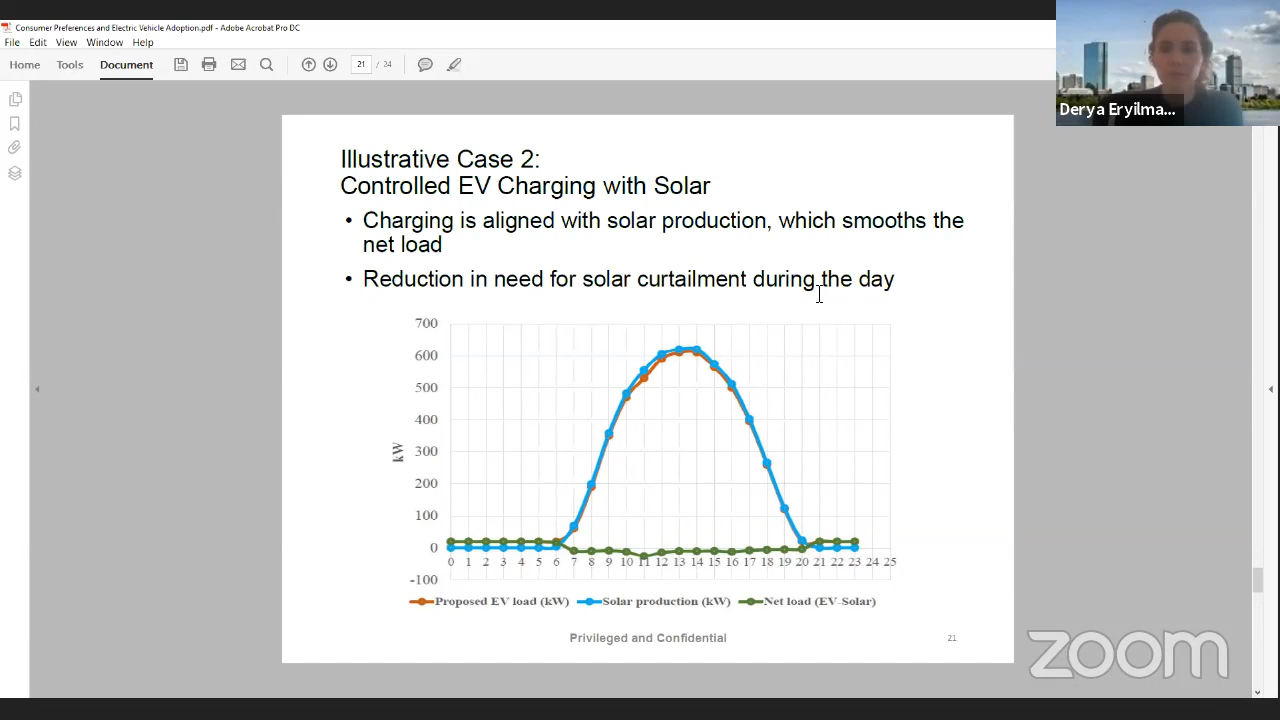 Consumer Preferences and Electric Vehicle Adoption.pdf - Adobe Acrobat Pro DC
File Edit View Window Help
Home Tools Document 21 / 24
Derya Eryilma...
Illustrative Case 2:
Controlled EV Charging with Solar
• Charging is aligned with solar production, which smooths the
net load
• Reduction in need for solar curtailment during the day
700
600
500
400
300
200
100
0
-100
kW
0 1 2 3 4 5 6 7 8 9 10 11 12 13 14 15 16 17 18 19 20 21 22 23 24 25
Proposed EV load (kW) Solar production (kW) Net load (EV-Solar)
Privileged and Confidential 21
zoom